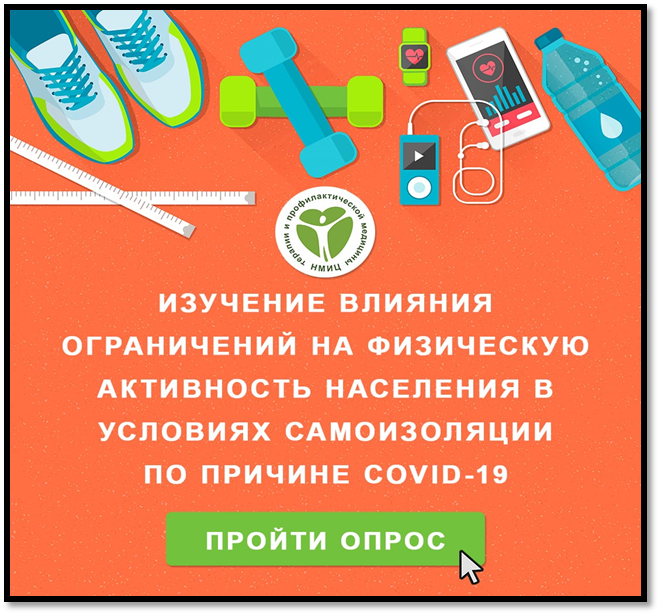 НМИЦ терапии и профилактической медицины
ИЗУЧЕНИЕ ВЛИЯНИЯ
ОГРАНИЧЕНИЙ НА ФИЗИЧЕСКУЮ
АКТИВНОСТЬ НАСЕЛЕНИЯ В
УСЛОВИЯХ САМОИЗОЛЯЦИИ
ПО ПРИЧИНЕ COVID-19
ПРОЙТИ ОПРОС